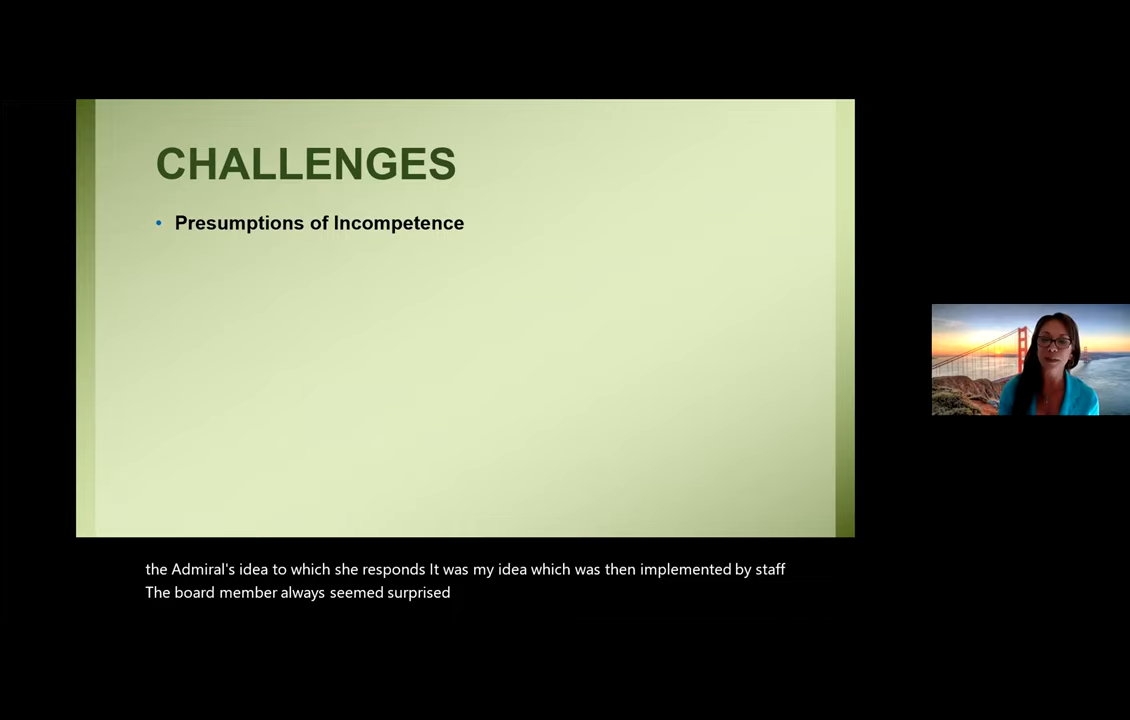 CHALLENGES
• Presumptions of Incompetence
the Admiral's idea to which she responds It was my idea which was then implemented by staff
The board member always seemed surprised